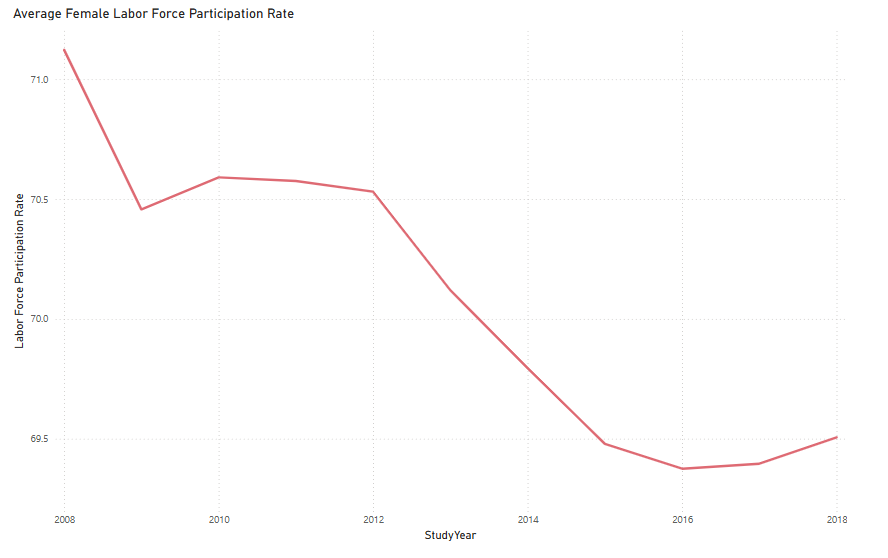 Average Female Labor Force Participation Rate
71.0
70.5
70.0
69.5
Labor Force Participation Rate
2008 2010 2012 2014 2016 2018
StudyYear